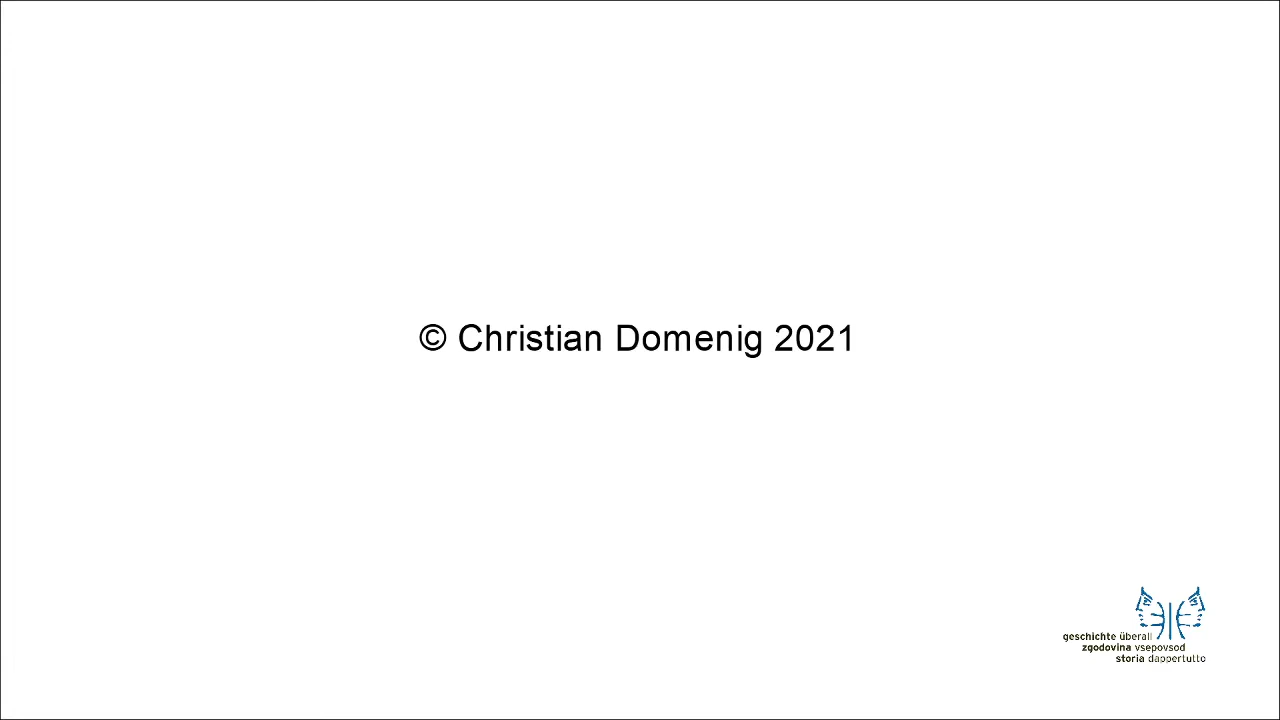 © Christian Domenig 2021
geschichte überall
zgodovina vsepovsod
storia dappertutto